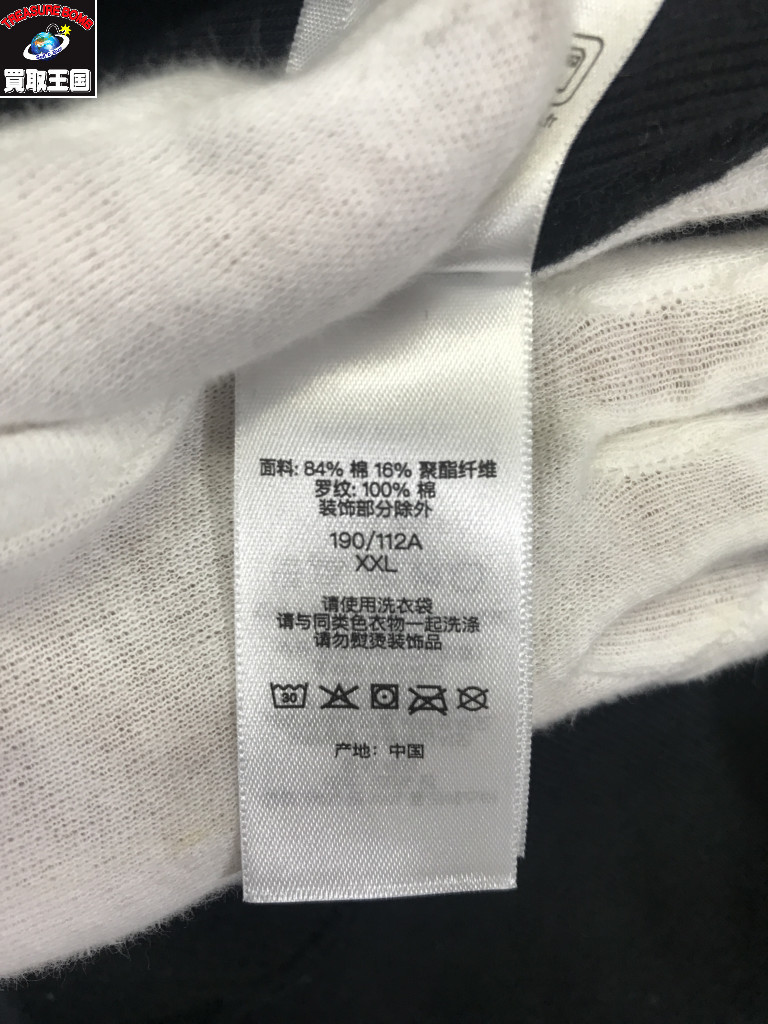 TREASURE BOMB
買取王国
.fr
面料: 84% 棉 16% 聚酯纤维
罗纹: 100% 棉
装饰部分除外
190/112A
XXL
请使用洗衣袋
请与同类色衣物一起洗涤
请勿熨烫装饰品
30
产地: 中国